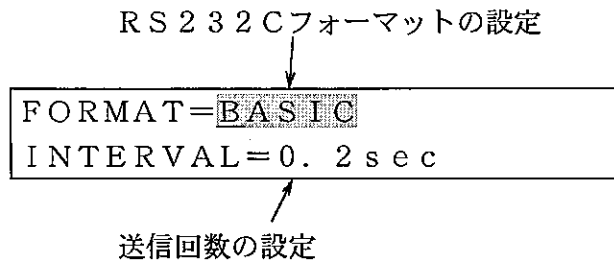 RS232Cフォーマットの設定
FORMAT=BASIC
INTERVAL=0.2sec
送信回数の設定